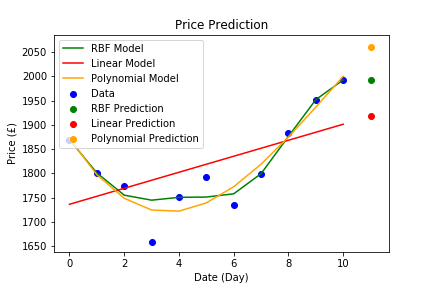 Price Prediction
RBF Model
Linear Model
Polynomial Model
Data
RBF Prediction
Linear Prediction
Polynomial Prediction
Price (£)
2050
2000
1950
1900
1850
1800
1750
1700
1650
0 2 4 6 8 10
Date (Day)